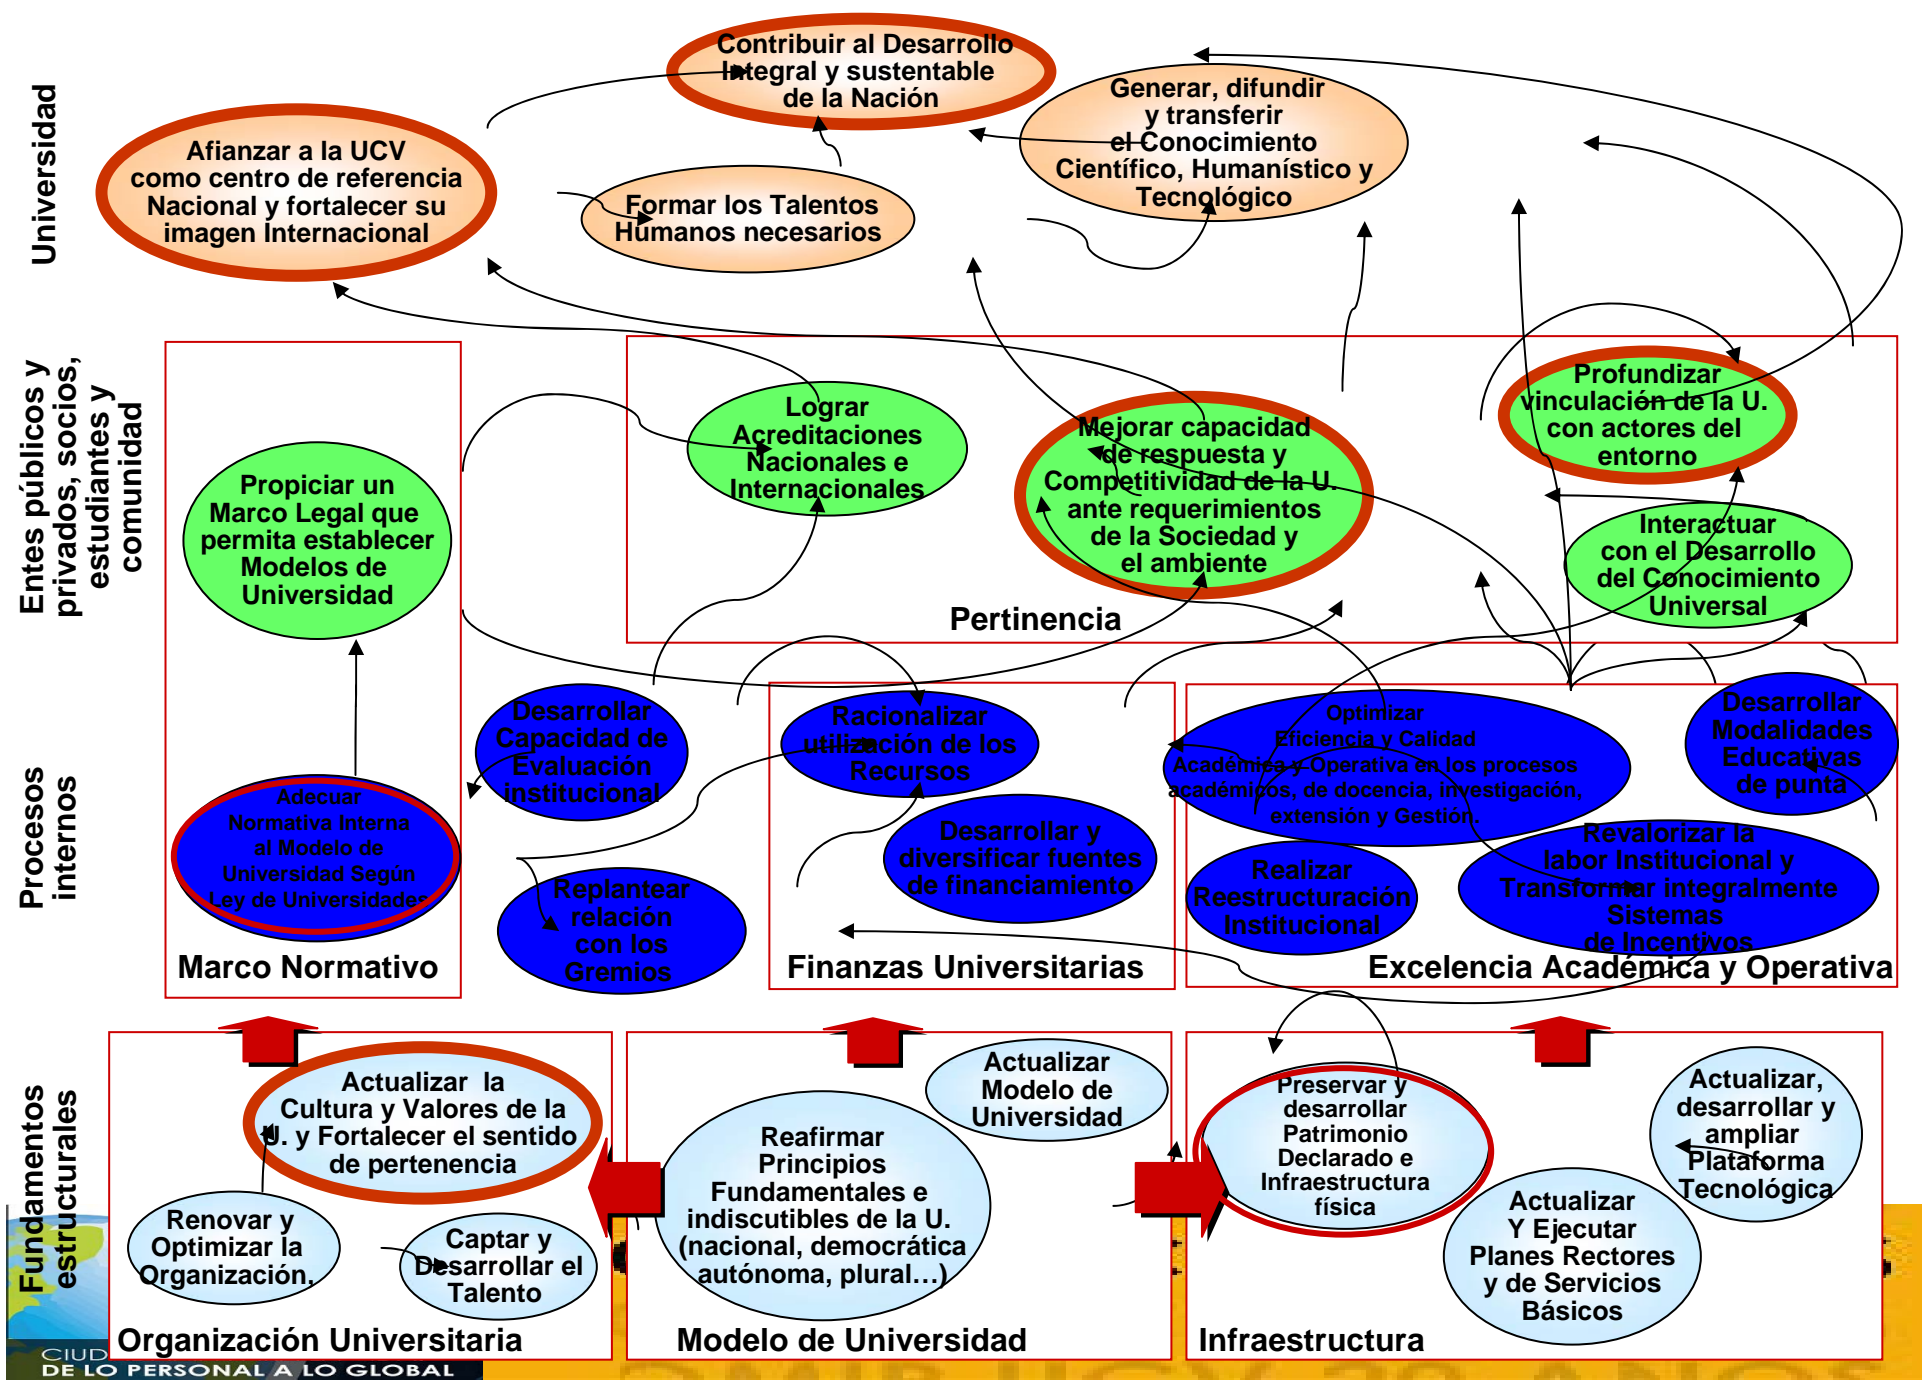 Universidad
Contribuir al Desarrollo
Integral y sustentable
de la Nación
Generar, difundir
y transferir
el Conocimiento
Científico, Humanístico y
Tecnológico
Afianzar a la UCV
como centro de referencia
Nacional y fortalecer su
imagen Internacional
Formar los Talentos
Humanos necesarios
Entes públicos y
privados, socios,
estudiantes y
comunidad
Propiciar un
Marco Legal que
permita establecer
Modelos de
Universidad
Lograr
Acreditaciones
Nacionales e
Internacionales
Mejorar capacidad
de respuesta y
Competitividad de la U.
ante requerimientos
de la Sociedad y
el ambiente
Profundizar
vinculación de la U.
con actores del
entorno
Interactuar
con el Desarrollo
del Conocimiento
Universal
Pertinencia
Procesos
internos
Adecuar
Normativa Interna
al Modelo de
Universidad Según
Ley de Universidades
Marco Normativo
Desarrollar
Capacidad de
Evaluación
institucional
Replantear
relación
con los
Gremios
Racionalizar
utilización de los
Recursos
Desarrollar y
diversificar fuentes
de financiamiento
Finanzas Universitarias
Optimizar
Eficiencia y Calidad
Académica y Operativa en los procesos
académicos, de docencia, investigación,
extensión y Gestión.
Desarrollar
Modalidades
Educativas
de punta
Realizar
Reestructuración
Institucional
Revalorizar la
labor Institucional y
Transformar integralmente
Sistemas
de Incentivos
Excelencia Académica y Operativa
Fundamentos
estructurales
Actualizar la
Cultura y Valores de la
U. y Fortalecer el sentido
de pertenencia
Renovar y
Optimizar la
Organización.
Captar y
Desarrollar el
Talento
Organización Universitaria
Actualizar
Modelo de
Universidad
Reafirmar
Principios
Fundamentales e
indiscutibles de la U.
(nacional, democrática
autónoma, plural…)
Modelo de Universidad
Preservar y
desarrollar
Patrimonio
Declarado e
Infraestructura
física
Actualizar
Y Ejecutar
Planes Rectores
y de Servicios
Básicos
Actualizar,
desarrollar y
ampliar
Plataforma
Tecnológica
Infraestructura
CIUD
DE LO PERSONAL A LO GLOBAL